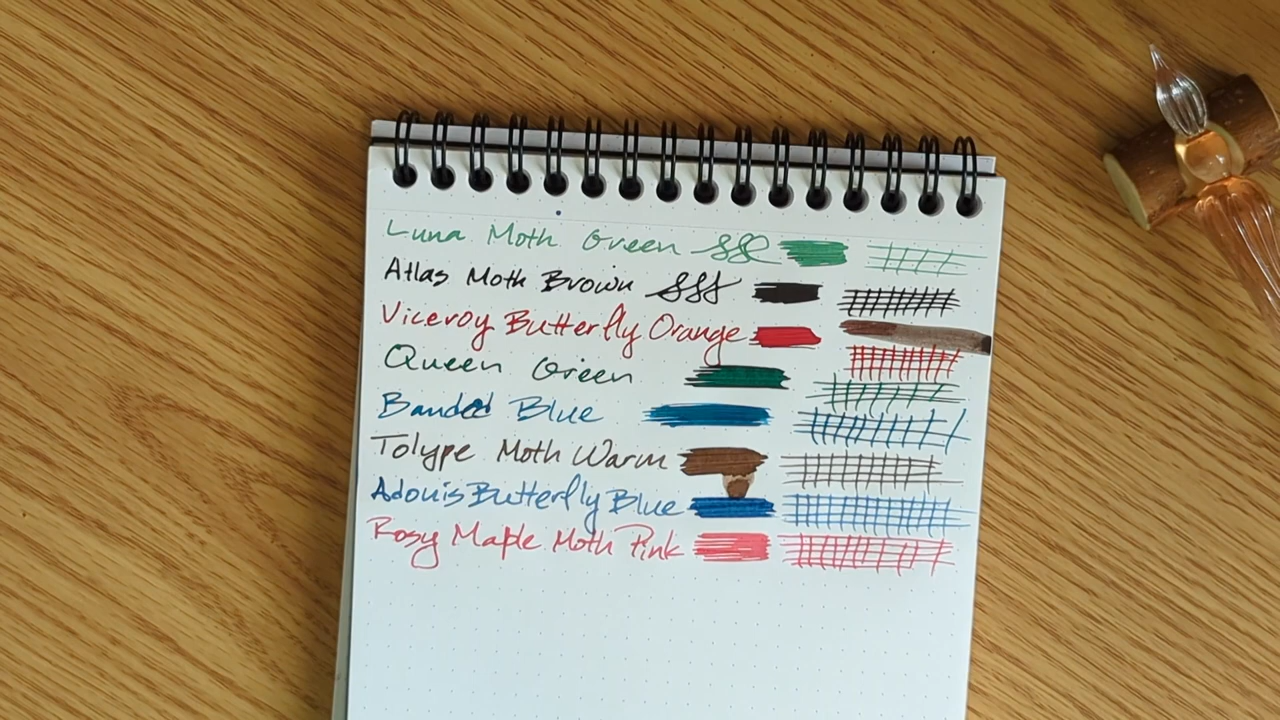 Luna Moth Green
Atlas Moth Brown
Viceroy Butterfly Orange
Queen Green
Banded Blue
Tolype Moth Warm
Adonis Butterfly Blue
Rosy Maple Moth Pink